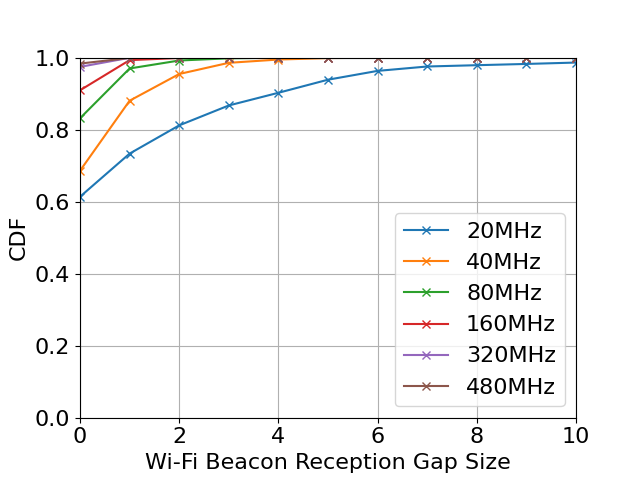 1.0
0.8
0.6
0.4
0.2
0.0
CDF
0 2 4 6 8 10
Wi-Fi Beacon Reception Gap Size
20MHz
40MHz
80MHz
160MHz
320MHz
480MHz